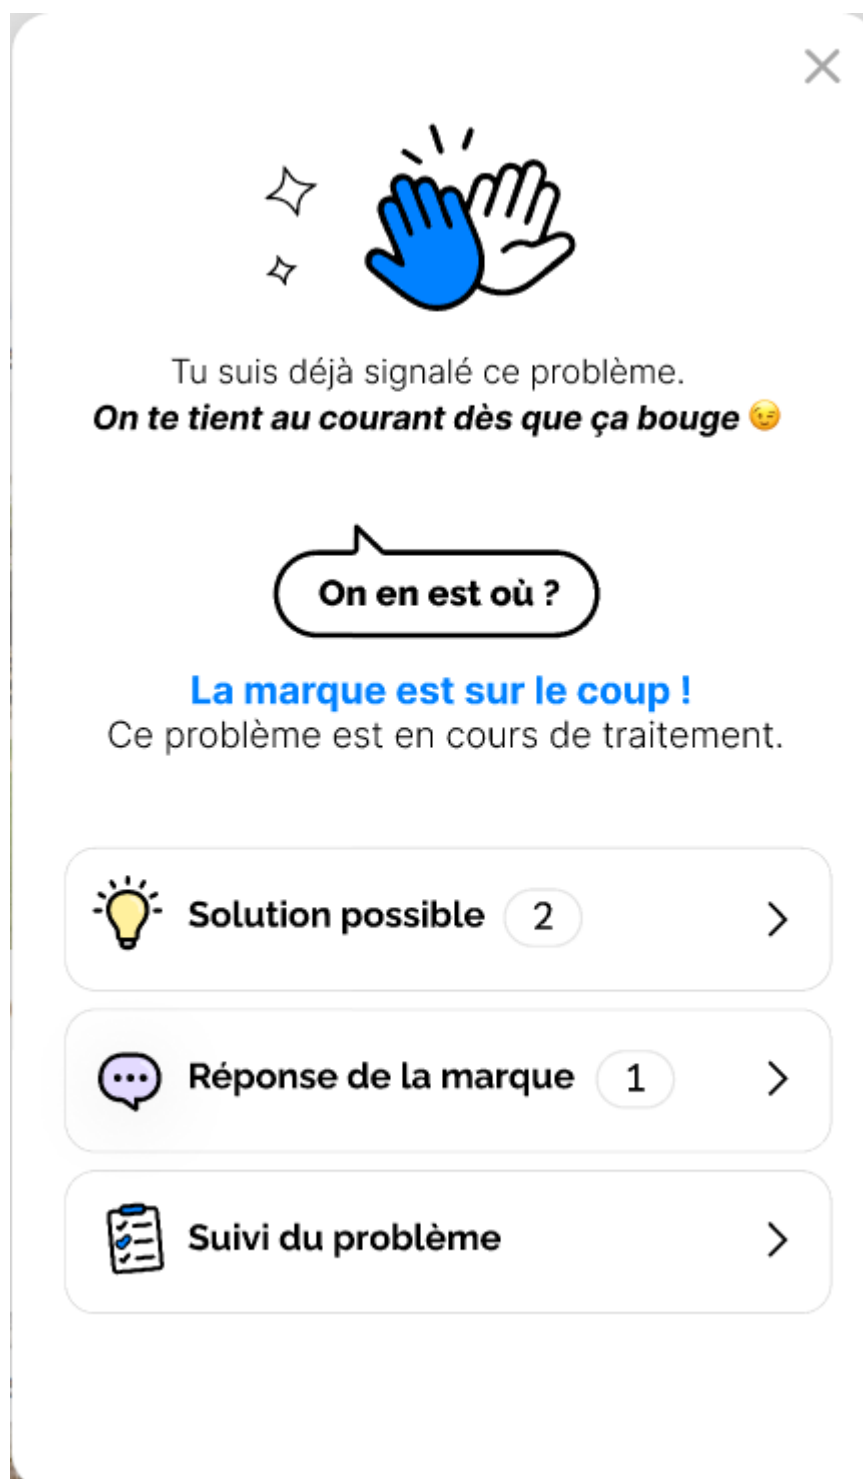 Tu suis déjà signalé ce problème.
On te tient au courant dès que ça bouge 😉
On en est où ?
La marque est sur le coup !
Ce problème est en cours de traitement.
Solution possible 2
Réponse de la marque 1
Suivi du problème